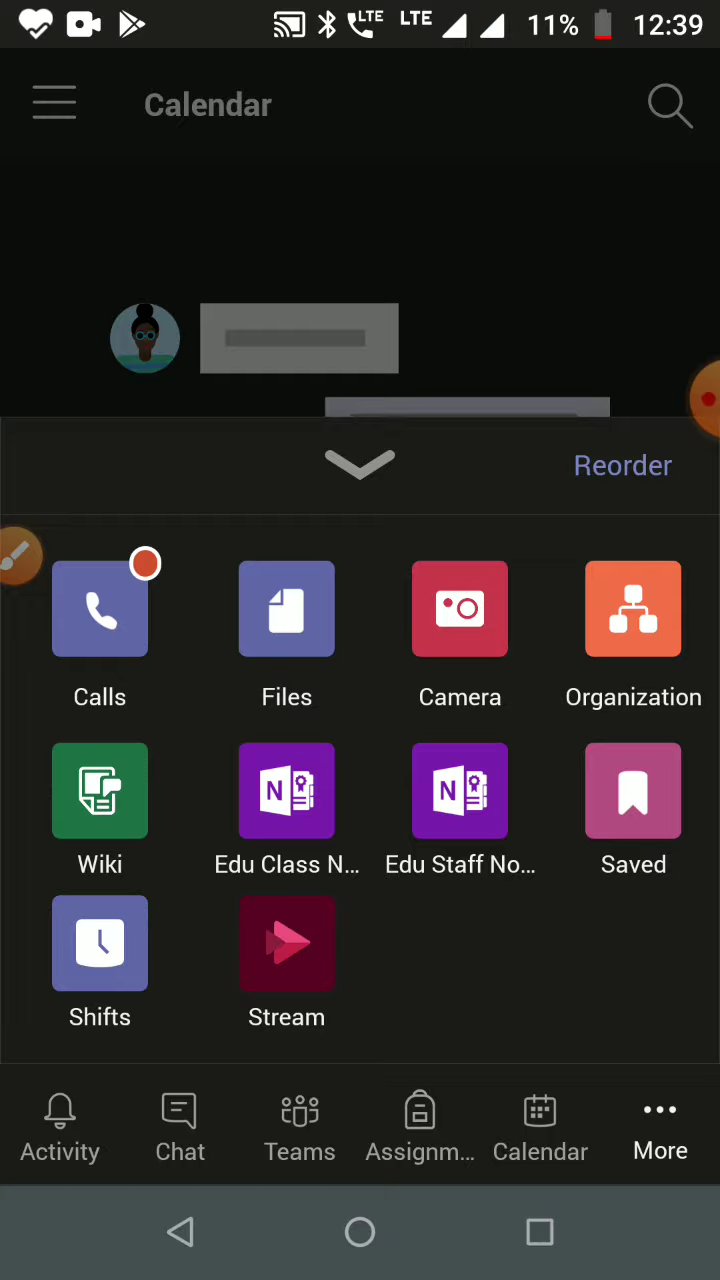 LTE LTE 11% 12:39
Calendar
Reorder
Calls Files Camera Organization
N N
Wiki Edu Class N... Edu Staff No... Saved
Shifts Stream
Activity Chat Teams Assignm... Calendar More